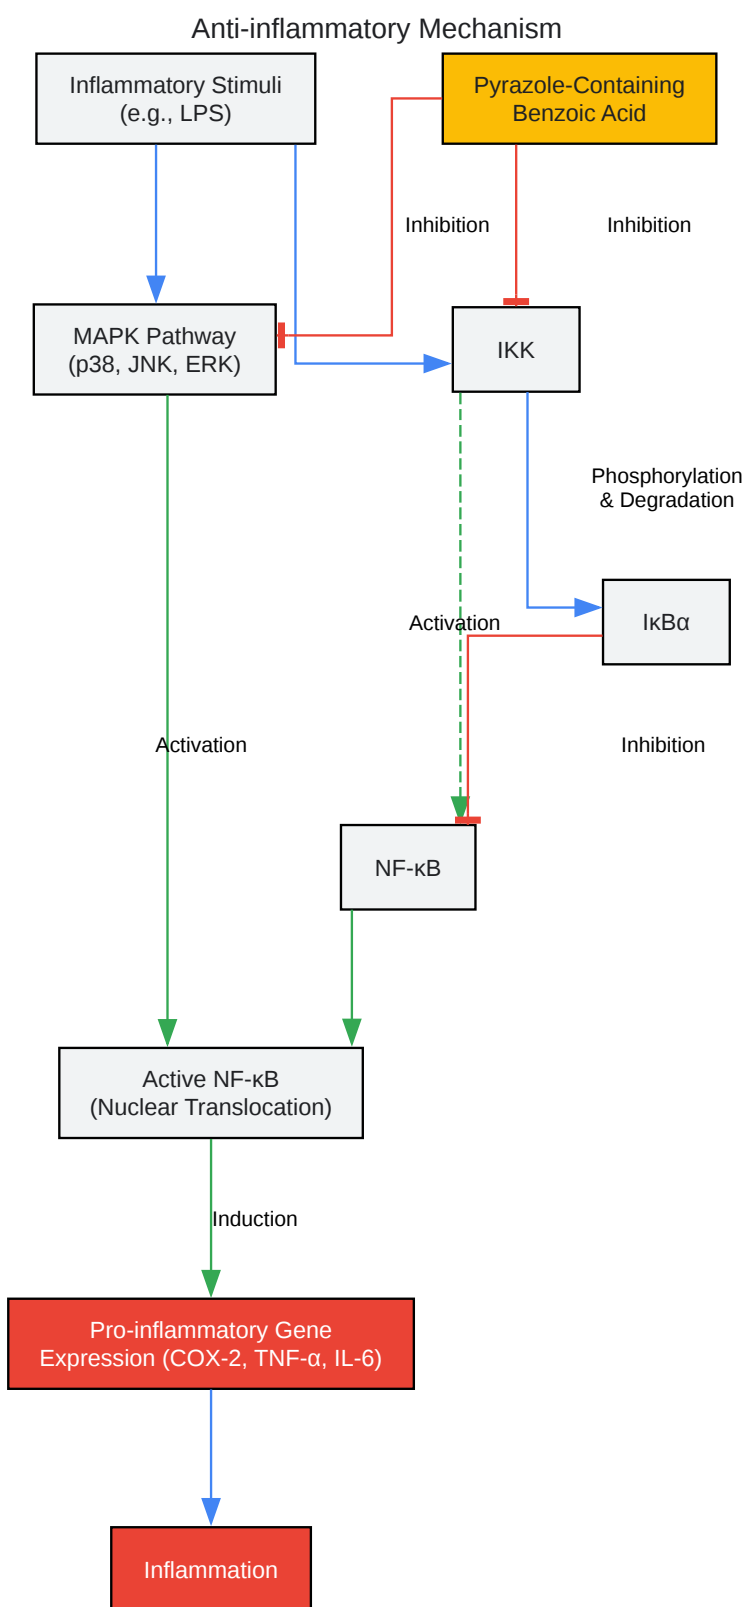 Anti-inflammatory Mechanism
Inflammatory Stimuli
(e.g., LPS)
Pyrazole-Containing
Benzoic Acid
Inhibition
Inhibition
MAPK Pathway
(p38, JNK, ERK)
IKK
Phosphorylation
& Degradation
IκBα
Activation
Activation
Inhibition
NF-κB
Active NF-κB
(Nuclear Translocation)
Induction
Pro-inflammatory Gene
Expression (COX-2, TNF-α, IL-6)
Inflammation